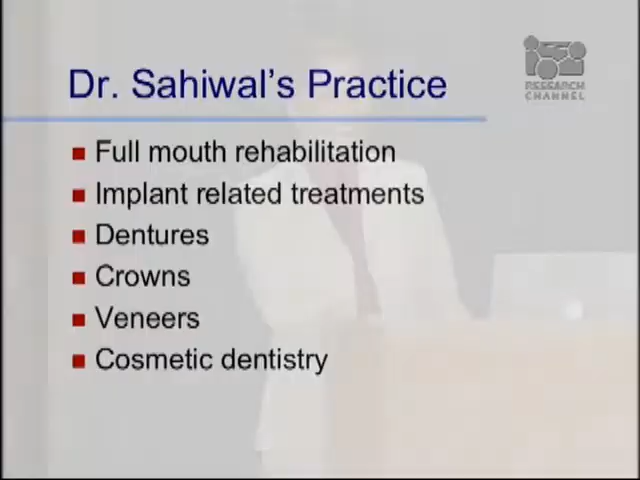 Dr. Sahiwal's Practice
RESEARCH
CHANNEL
Full mouth rehabilitation
Implant related treatments
Dentures
Crowns
Veneers
Cosmetic dentistry